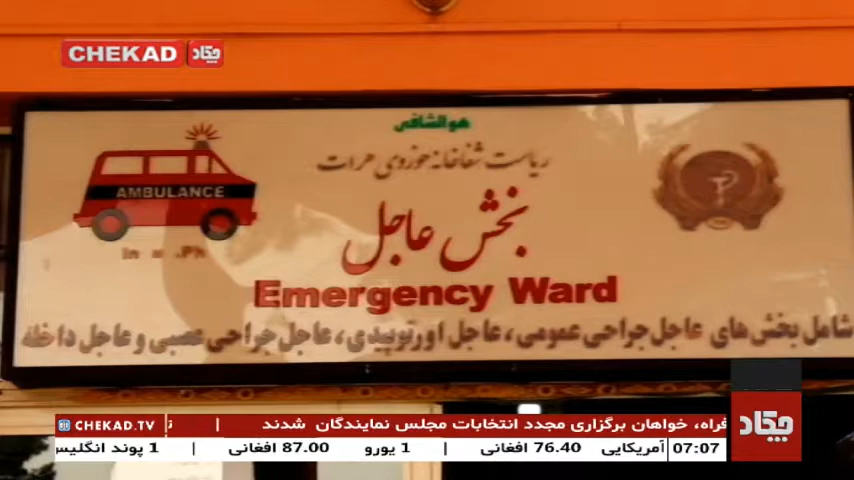 CHEKAD چکاد
هوالشافی
ریاست شفاخانه حوزوی هرات
AMBULANCE
بخش عاجل
Emergency Ward
شامل بخش های عاجل جراحی عمومی، عاجل اورتوپیدی، عاجل جراحی عصبی و عاجل داخله
فراه، خواهان برگزاری مجدد انتخابات مجلس نمایندگان شدند |
CHEKAD.TV
07:07 آمریکایی 76.40 افغانی | 1 یورو 87.00 افغانی | 1 پوند انگلیس
چکاد